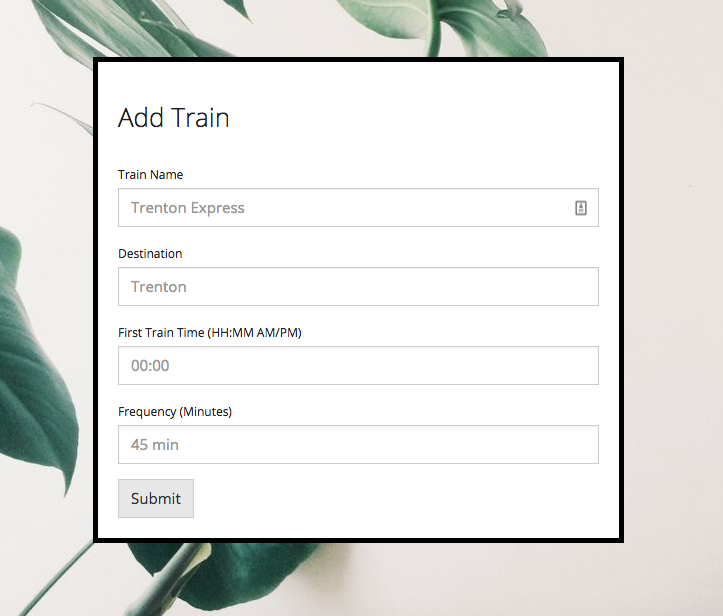 Add Train
Train Name
Trenton Express
Destination
Trenton
First Train Time (HH:MM AM/PM)
00:00
Frequency (Minutes)
45 min
Submit